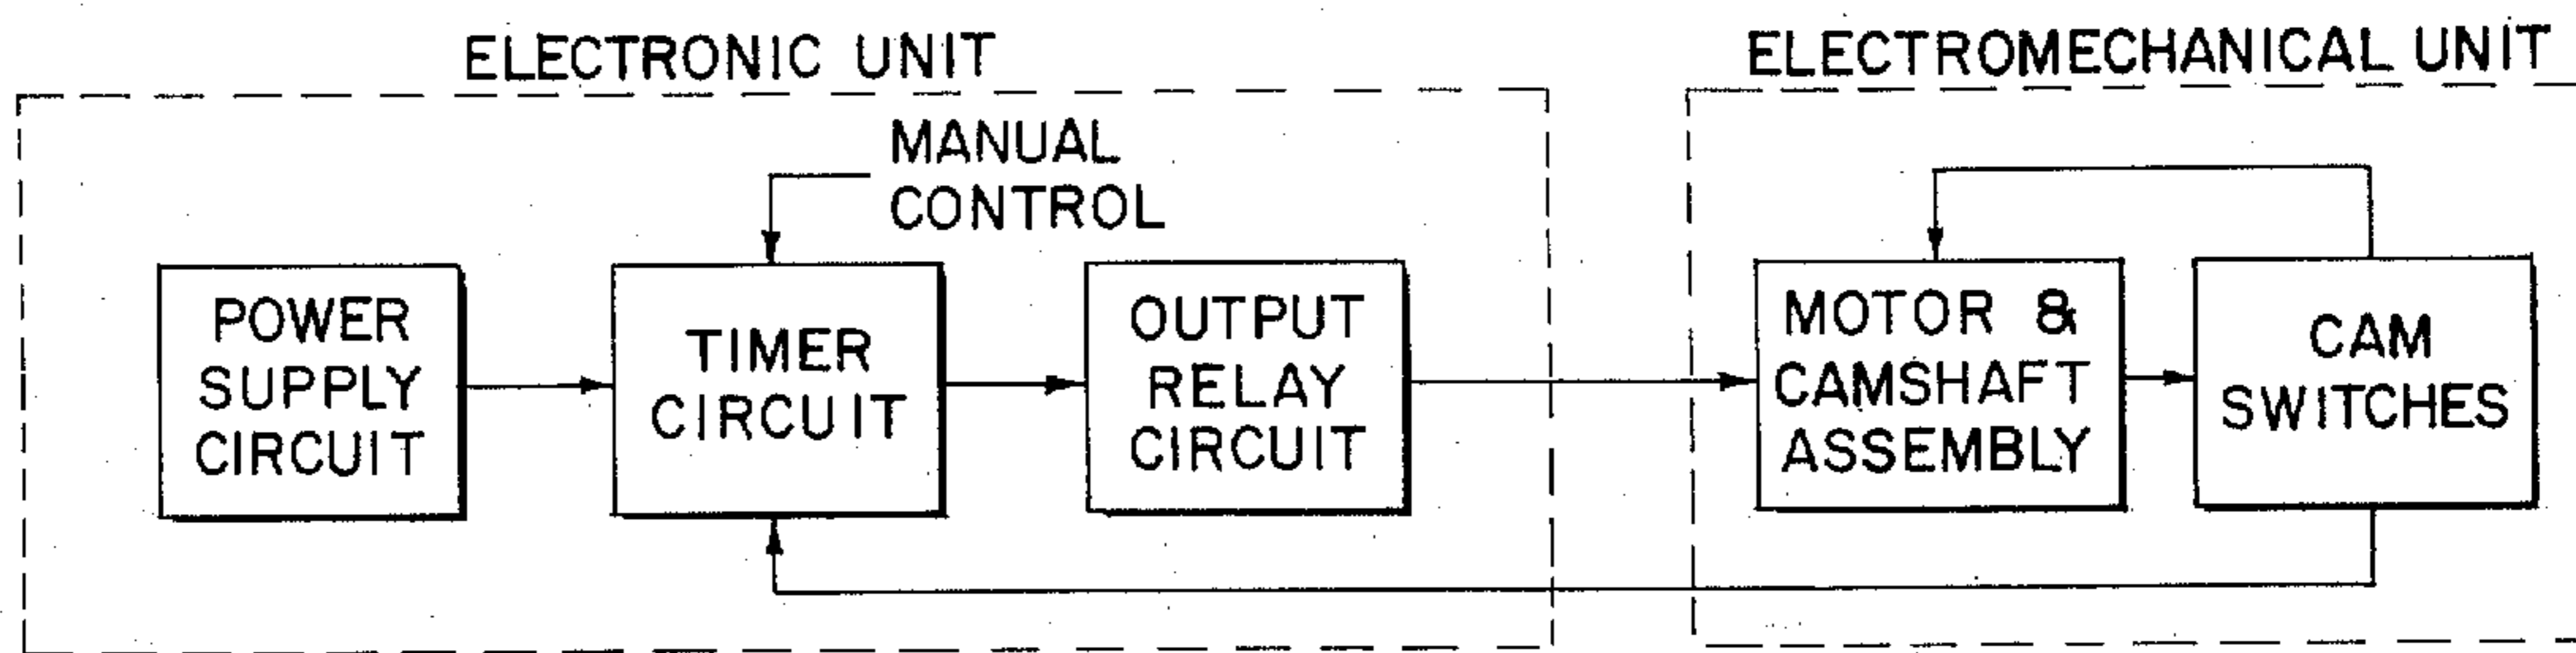 ELECTRONIC UNIT
ELECTROMECHANICAL UNIT
MANUAL
CONTROL
POWER
SUPPLY
CIRCUIT
TIMER
CIRCUIT
OUTPUT
RELAY
CIRCUIT
MOTOR &
CAMSHAFT
ASSEMBLY
CAM
SWITCHES